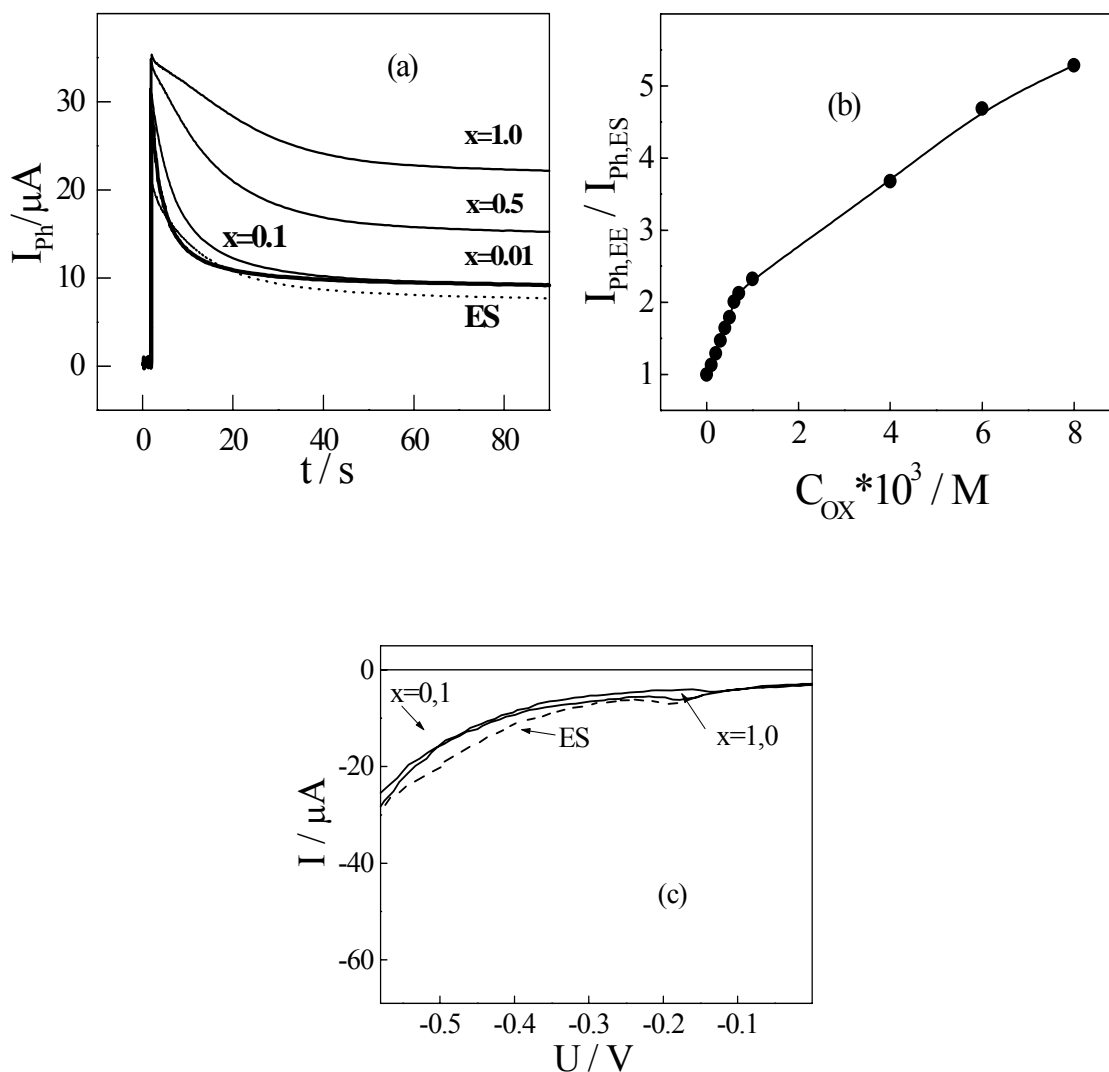 (a)
30
20
10
0
I_Ph/µA
x=1.0
x=0.5
x=0.1
x=0.01
ES
0 20 40 60 80
t / s
(b)
5
4
3
2
1
I_Ph,EE / I_Ph,ES
0 2 4 6 8
C_OX*10³ / M
0
-20
-40
-60
I / µA
x=0,1
ES
x=1,0
(c)
-0.5 -0.4 -0.3 -0.2 -0.1
U / V